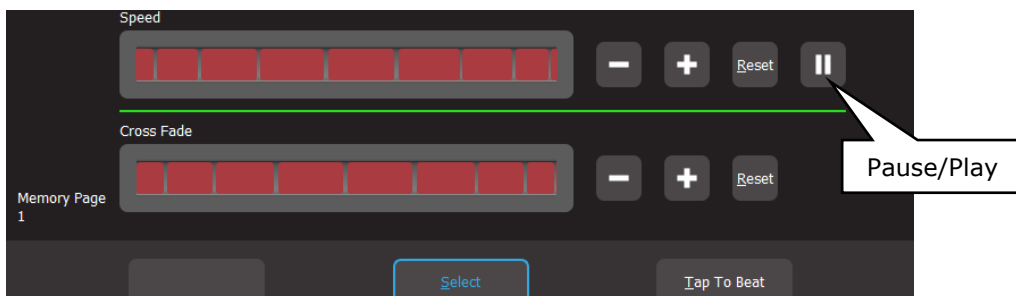 Speed
Reset
Pause/Play
Cross Fade
Reset
Memory Page
1
Select
Tap To Beat